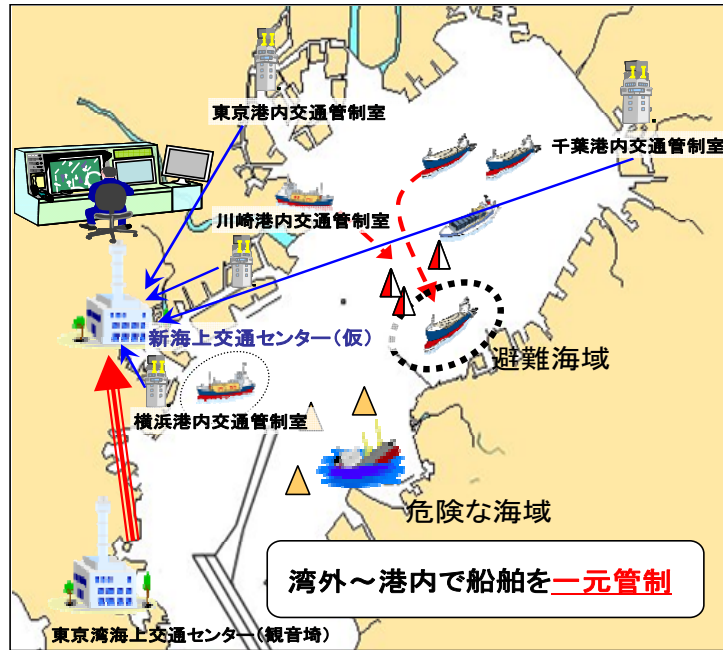 東京港内交通管制室
千葉港内交通管制室
川崎港内交通管制室
新海上交通センター(仮)
避難海域
横浜港内交通管制室
危険な海域
湾外～港内で船舶を一元管制
東京湾海上交通センター(観音埼)